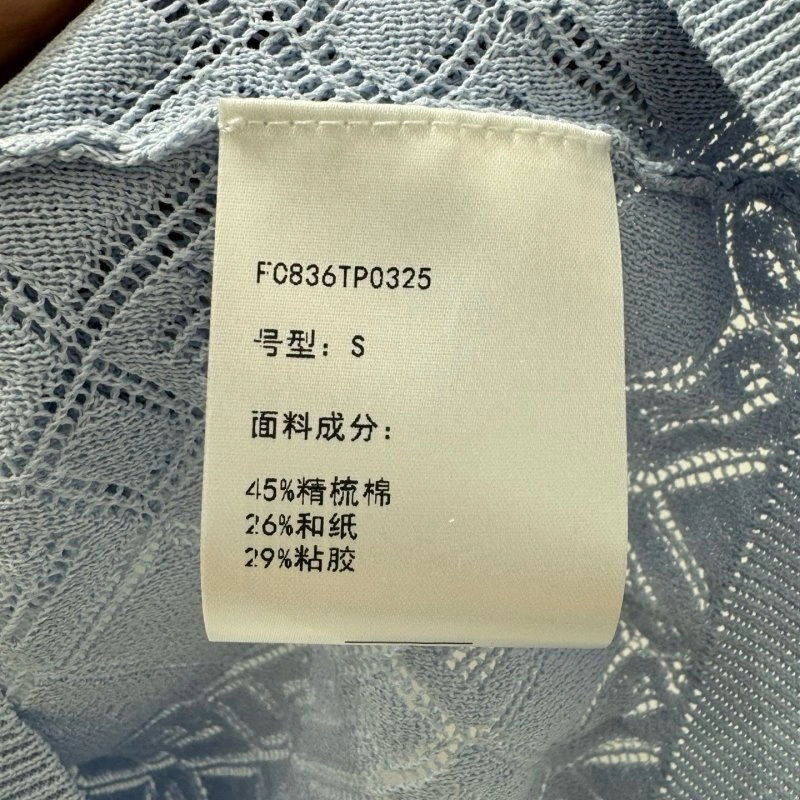 FC836TP0325
号型：S
面料成分：
45%精梳棉
26%和纸
29%粘胶